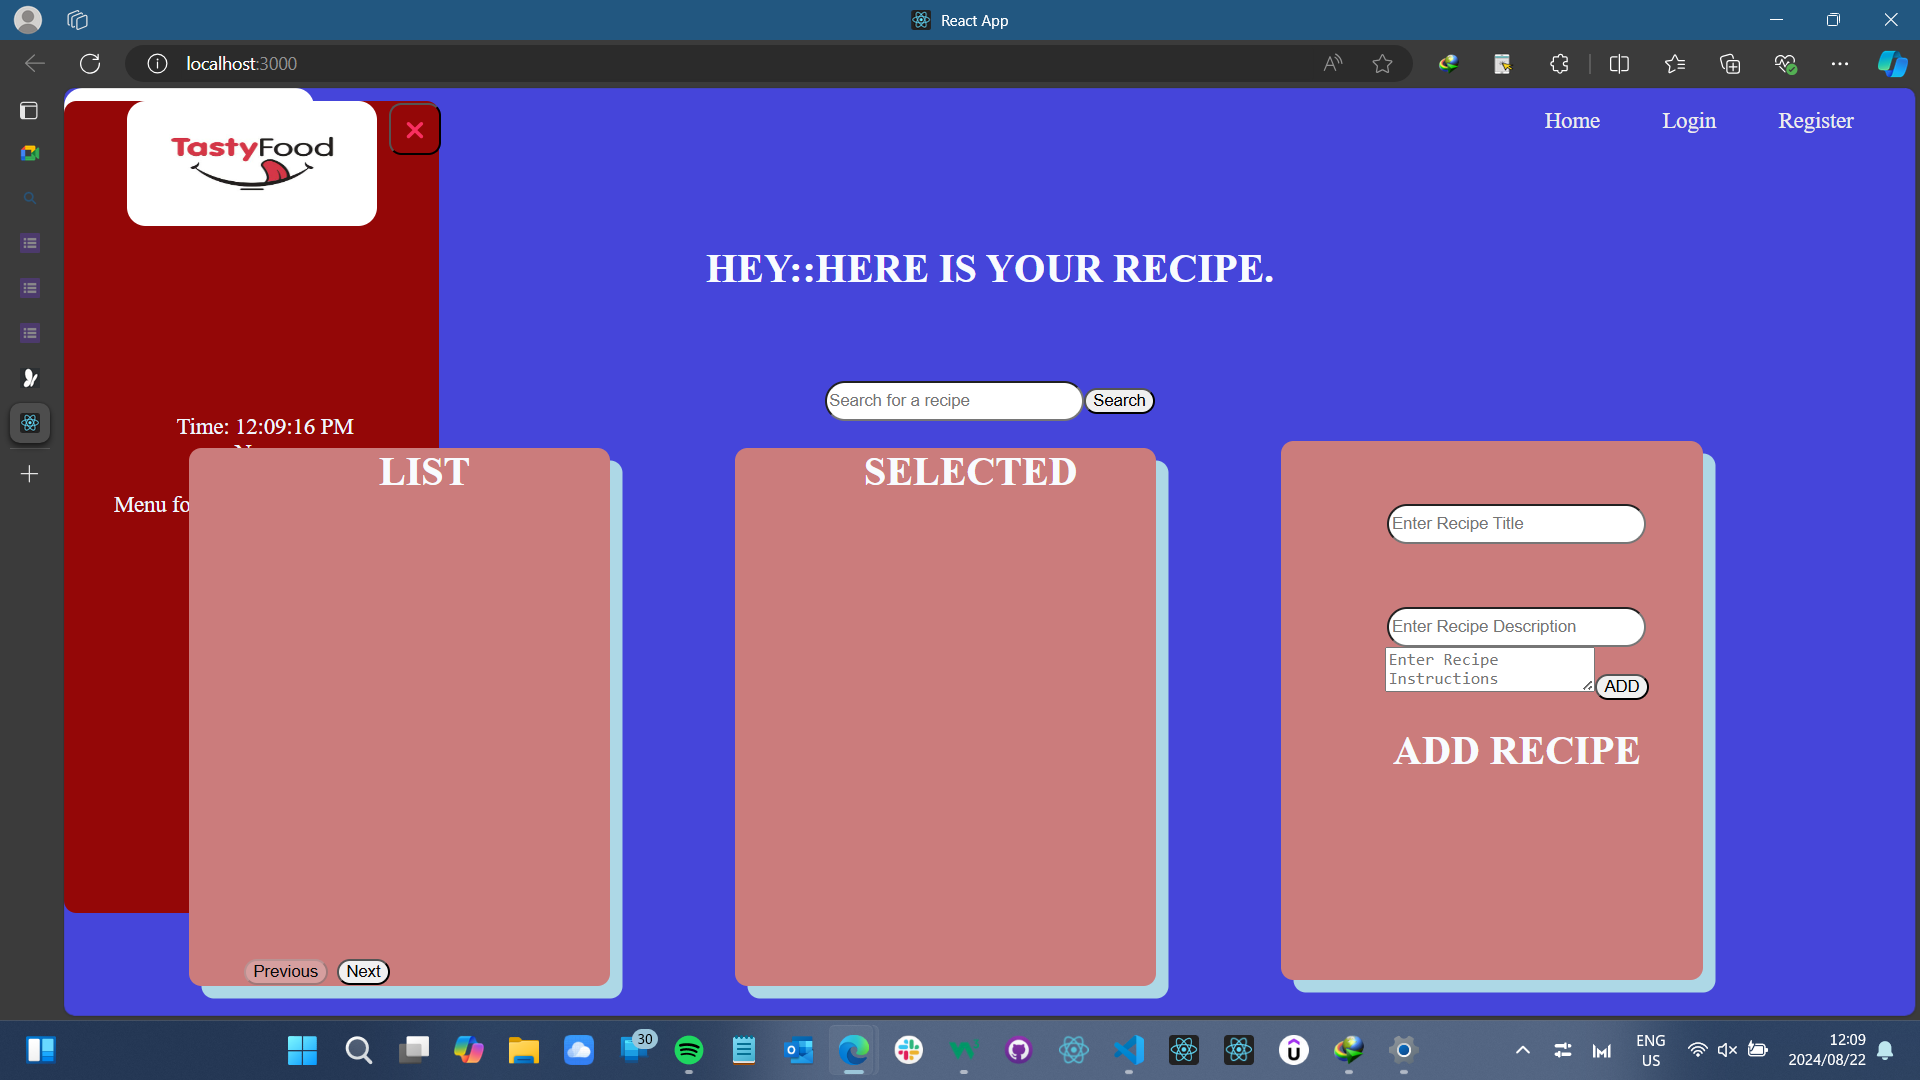 React App
localhost:3000
Home Login Register
TastyFood
HEY::HERE IS YOUR RECIPE.
Search for a recipe Search
Time: 12:09:16 PM
Menu fo
LIST
SELECTED
Enter Recipe Title
Enter Recipe Description
Enter Recipe
Instructions
ADD
ADD RECIPE
Previous Next
30
ENG
US
12:09
2024/08/22